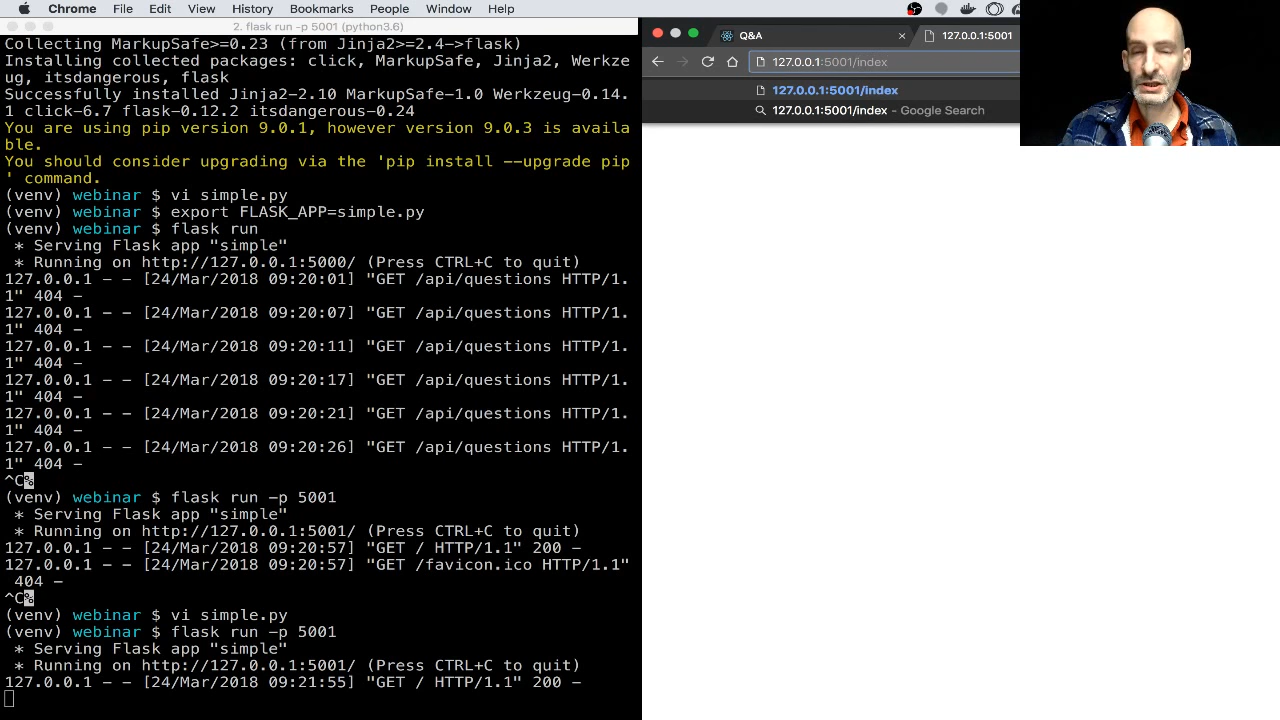 Chrome File Edit View History Bookmarks People Window Help
2. flask run -p 5001 (python3.6)
Collecting MarkupSafe>=0.23 (from Jinja2>=2.4->flask)
Installing collected packages: click, MarkupSafe, Jinja2, Werkze
ug, itsdangerous, flask
Successfully installed Jinja2-2.10 MarkupSafe-1.0 Werkzeug-0.14.
1 click-6.7 flask-0.12.2 itsdangerous-0.24
You are using pip version 9.0.1, however version 9.0.3 is availa
ble.
You should consider upgrading via the 'pip install --upgrade pip
' command.
(venv) webinar $ vi simple.py
(venv) webinar $ export FLASK_APP=simple.py
(venv) webinar $ flask run
* Serving Flask app "simple"
* Running on http://127.0.0.1:5000/ (Press CTRL+C to quit)
127.0.0.1 - - [24/Mar/2018 09:20:01] "GET /api/questions HTTP/1.
1" 404 -
127.0.0.1 - - [24/Mar/2018 09:20:07] "GET /api/questions HTTP/1.
1" 404 -
127.0.0.1 - - [24/Mar/2018 09:20:11] "GET /api/questions HTTP/1.
1" 404 -
127.0.0.1 - - [24/Mar/2018 09:20:17] "GET /api/questions HTTP/1.
1" 404 -
127.0.0.1 - - [24/Mar/2018 09:20:21] "GET /api/questions HTTP/1.
1" 404 -
127.0.0.1 - - [24/Mar/2018 09:20:26] "GET /api/questions HTTP/1.
1" 404 -
^C%
(venv) webinar $ flask run -p 5001
* Serving Flask app "simple"
* Running on http://127.0.0.1:5001/ (Press CTRL+C to quit)
127.0.0.1 - - [24/Mar/2018 09:20:57] "GET / HTTP/1.1" 200 -
127.0.0.1 - - [24/Mar/2018 09:20:57] "GET /favicon.ico HTTP/1.1"
404 -
^C%
(venv) webinar $ vi simple.py
(venv) webinar $ flask run -p 5001
* Serving Flask app "simple"
* Running on http://127.0.0.1:5001/ (Press CTRL+C to quit)
127.0.0.1 - - [24/Mar/2018 09:21:55] "GET / HTTP/1.1" 200 -
Q&A
127.0.0.1:5001
127.0.0.1:5001/index
127.0.0.1:5001/index
127.0.0.1:5001/index - Google Search